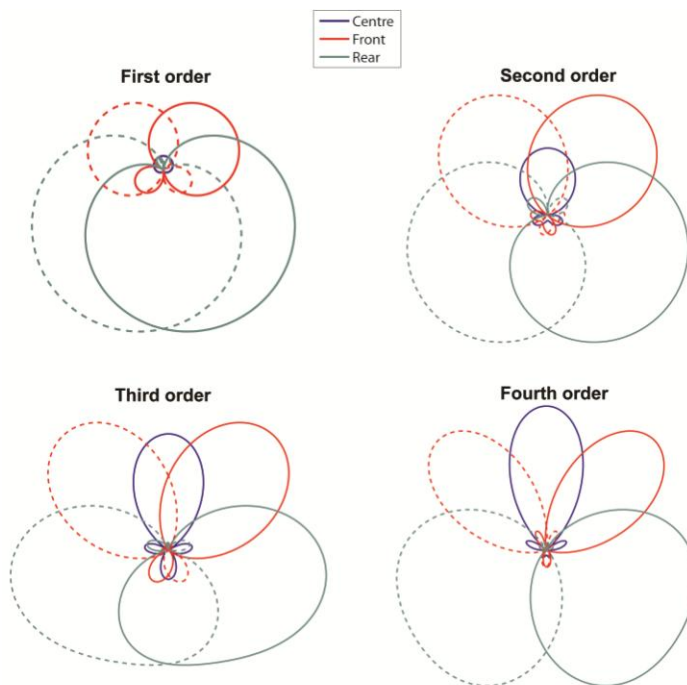 Centre
Front
Rear
First order
Second order
Third order
Fourth order